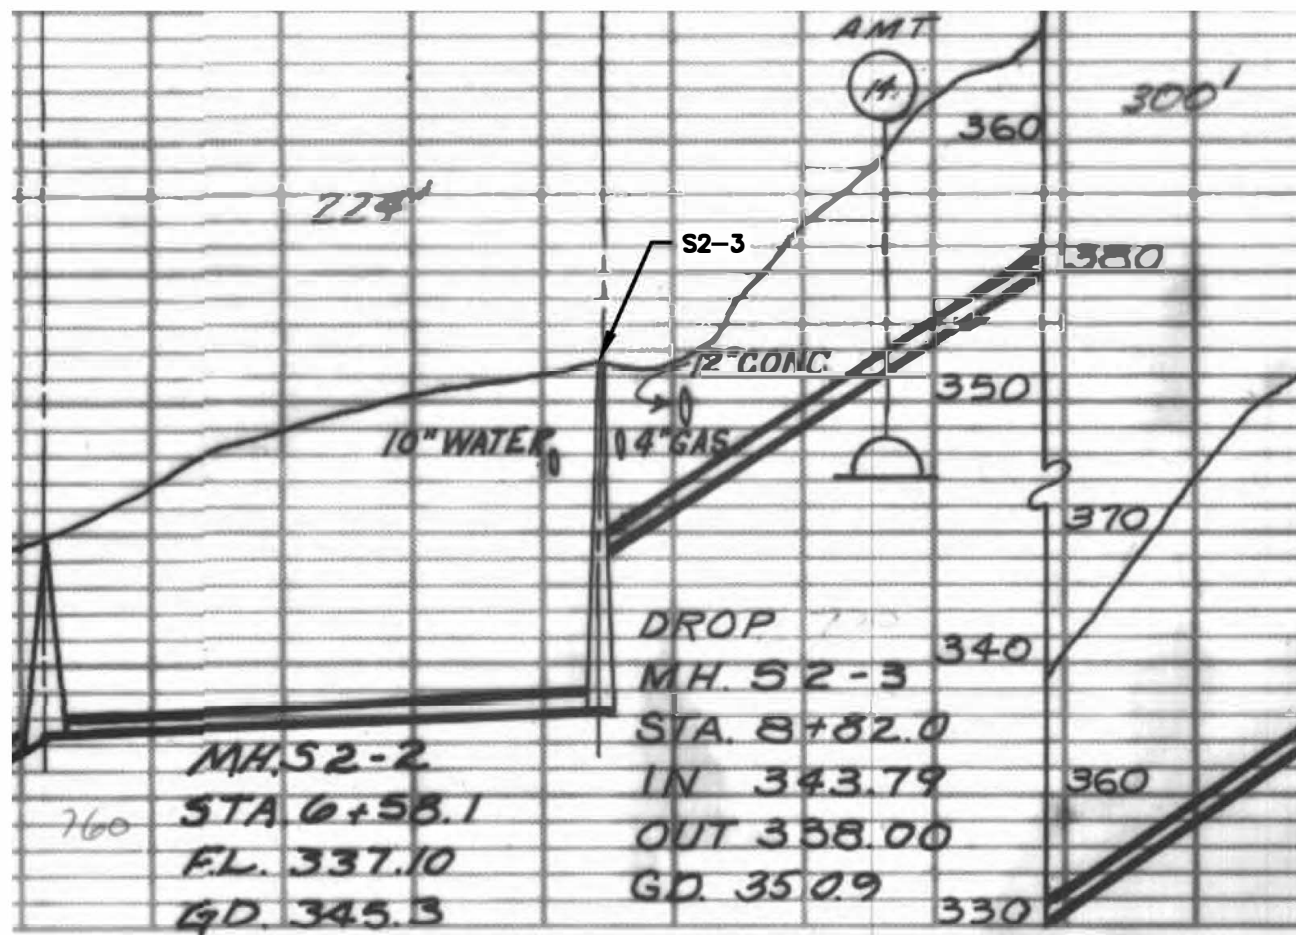 AMT
14
300'
360
224'
S2-3
380
12" CONC
350
10" WATER
4" GAS
370
DROP
340
MH. S2-3
STA. 8+82.0
IN 343.79
OUT 338.00
GD. 350.9
MH. S2-2
STA. 6+58.1
F.L. 337.10
GD. 345.3
760
360
330